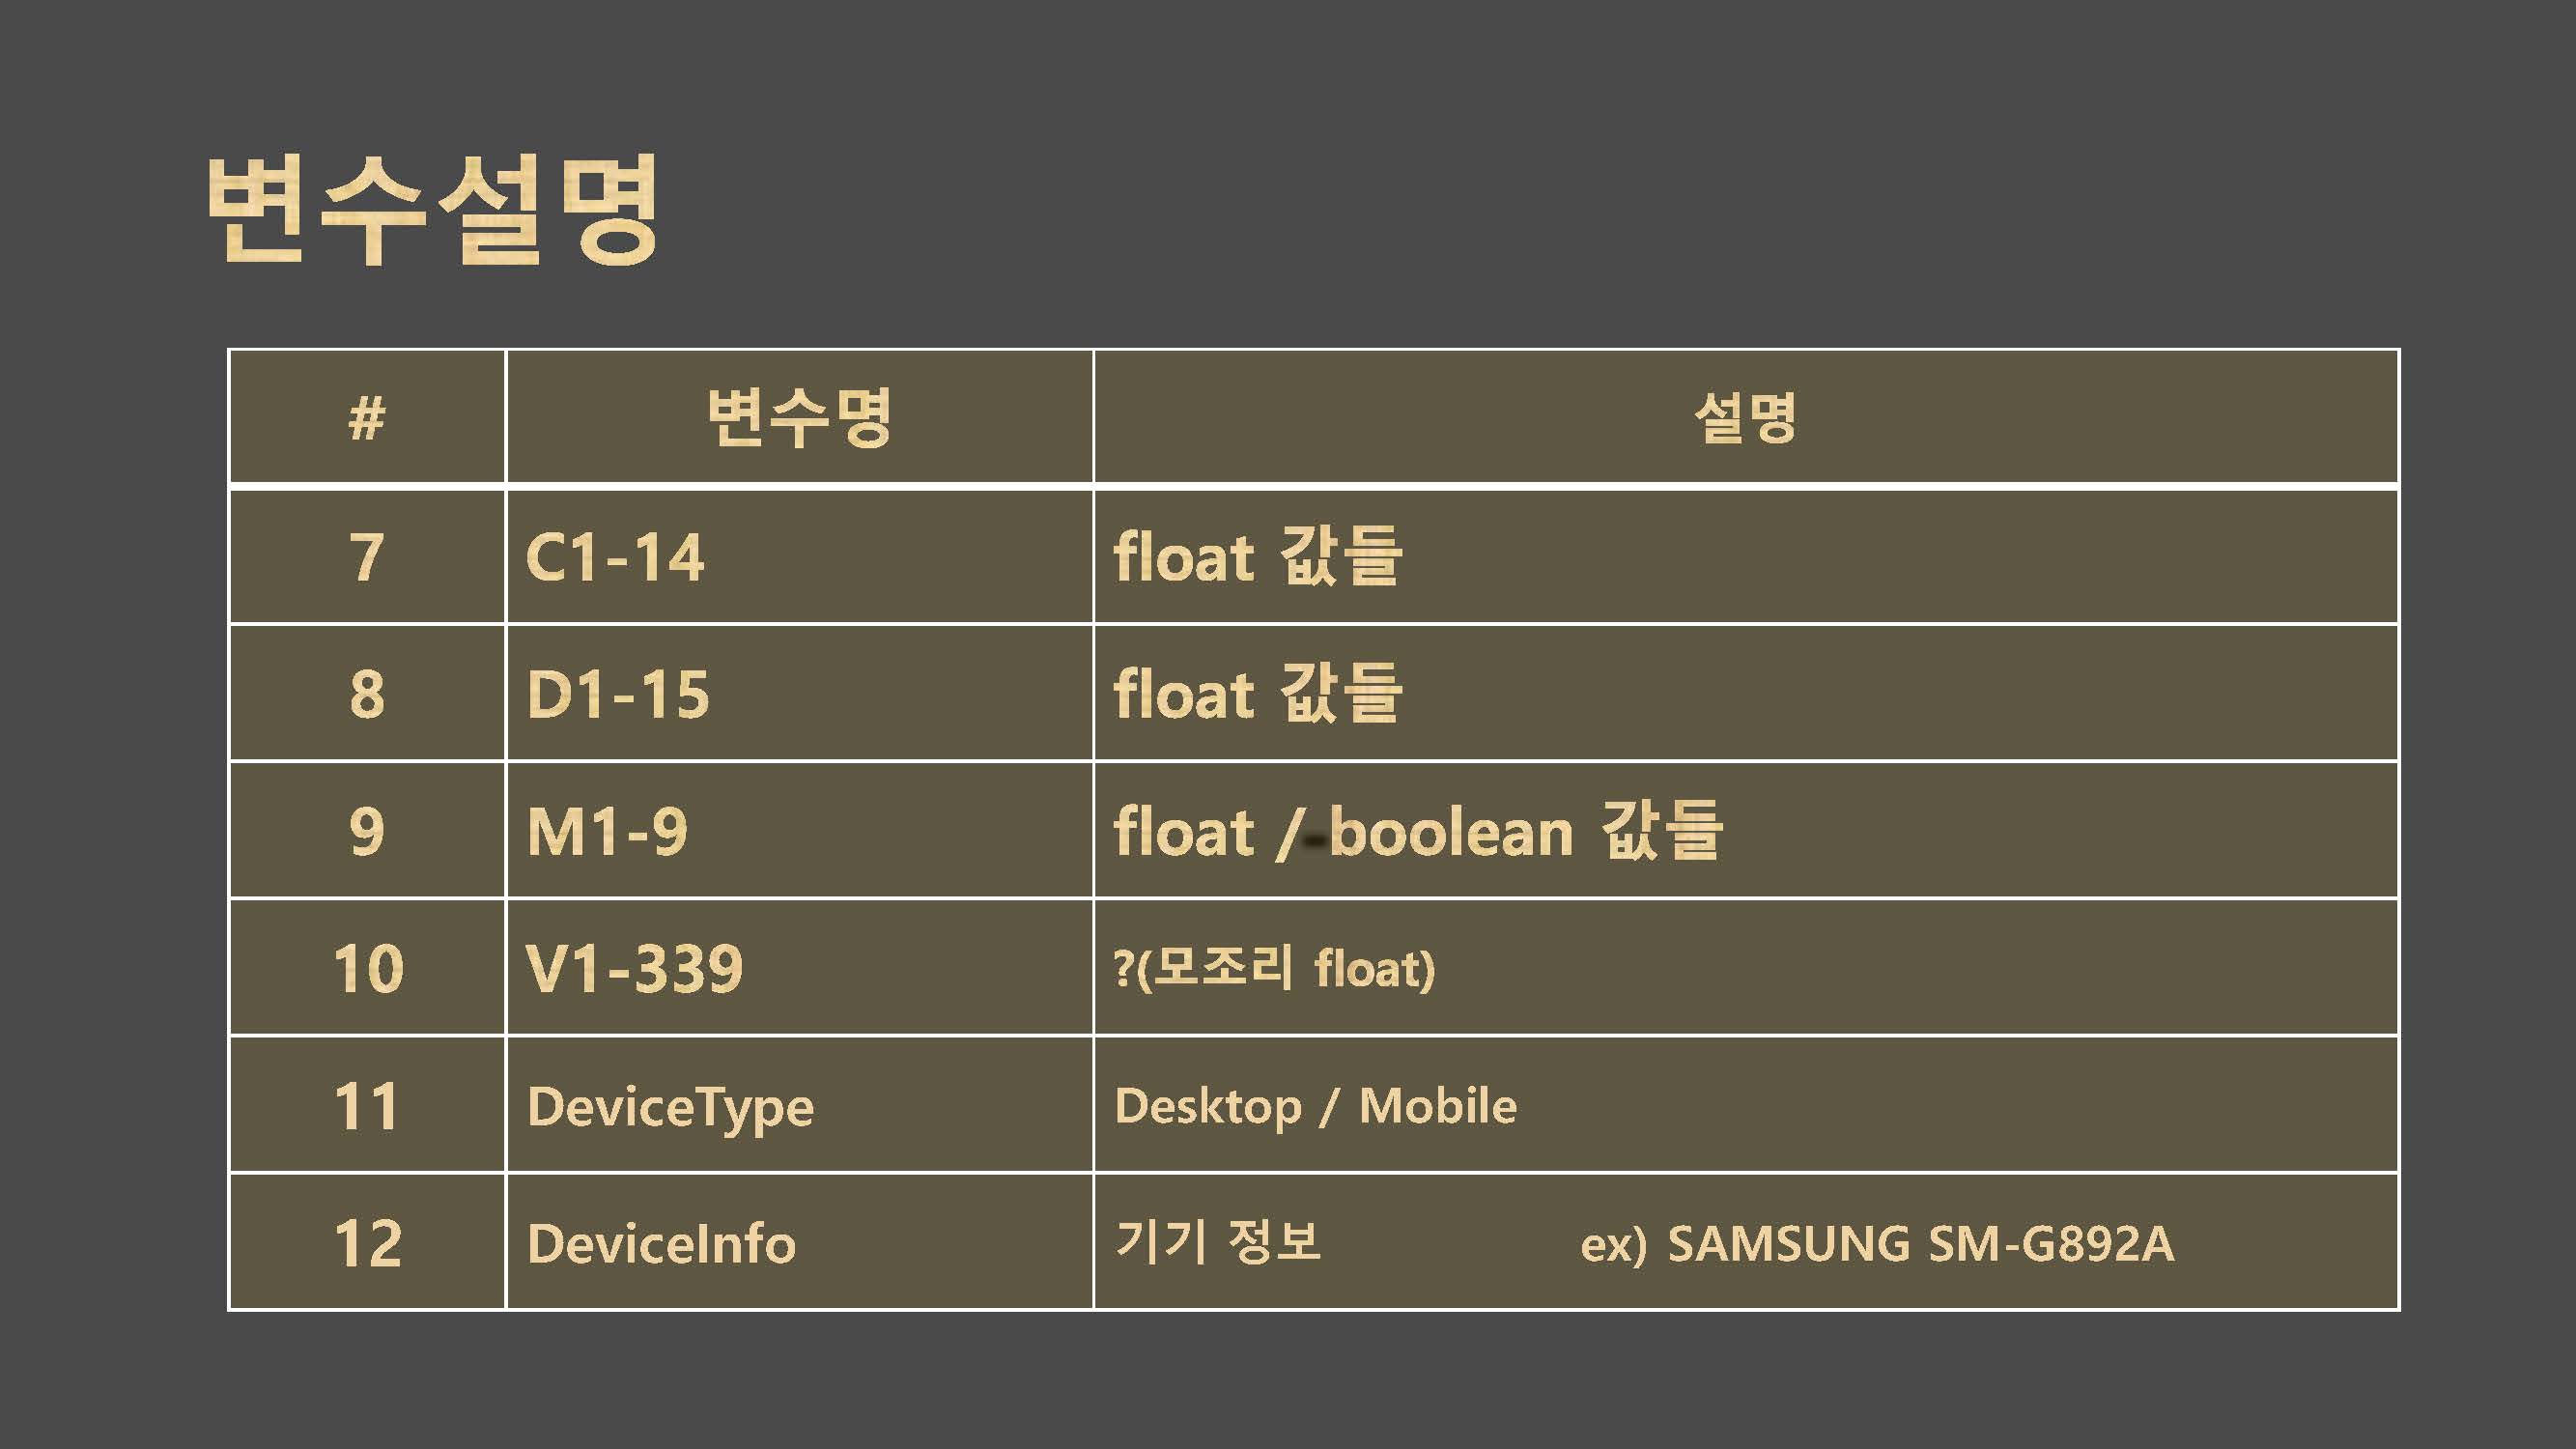 변수설명
# 변수명 설명
7 C1-14 float 값들
8 D1-15 float 값들
9 M1-9 float / boolean 값들
10 V1-339 ?(모조리 float)
11 DeviceType Desktop / Mobile
12 DeviceInfo 기기 정보 ex) SAMSUNG SM-G892A